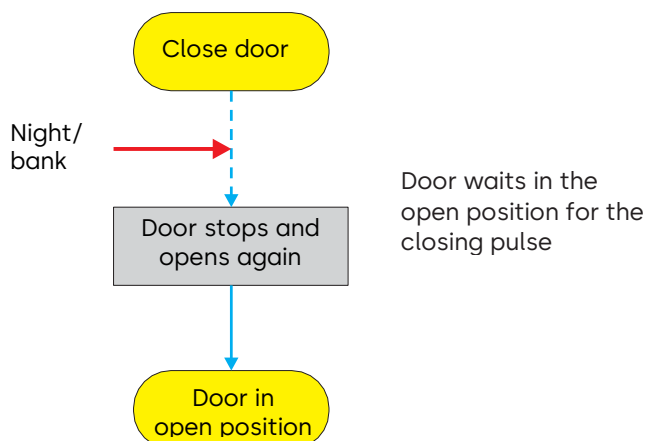 Close door
Night/
bank
Door waits in the
open position for the
closing pulse
Door stops and
opens again
Door in
open position